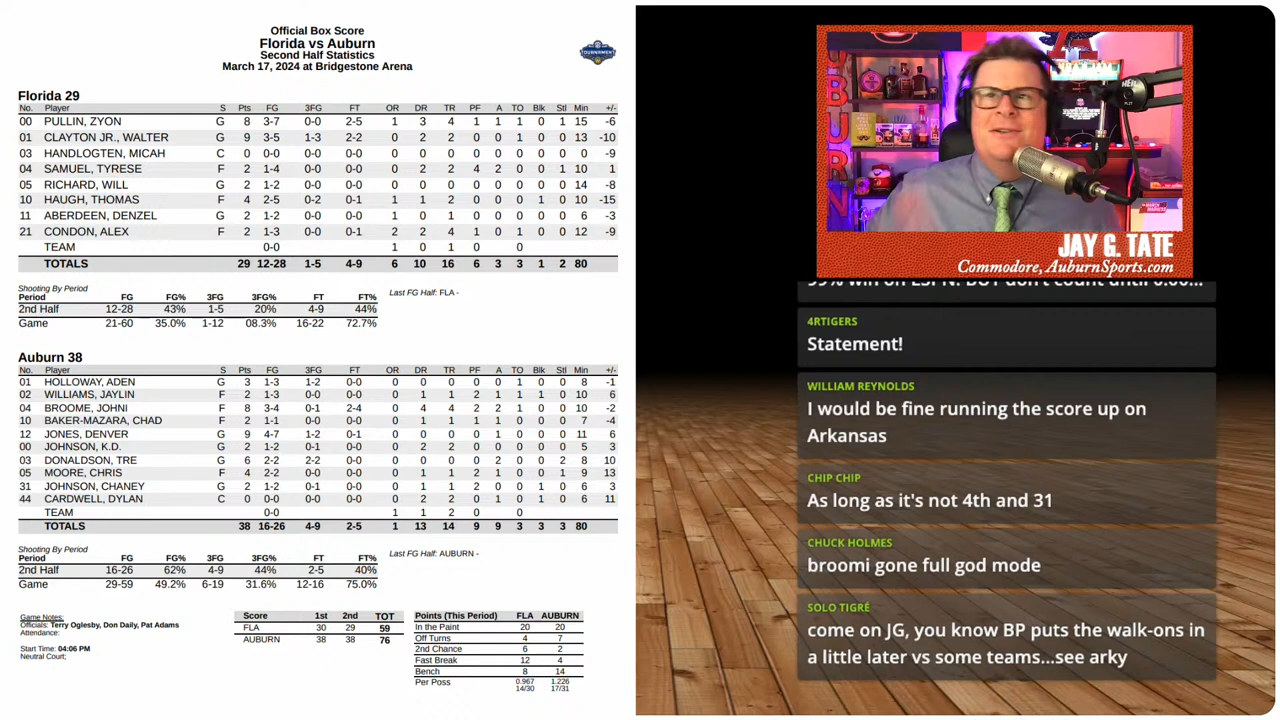 Official Box Score
Florida vs Auburn
Second Half Statistics
March 17, 2024 at Bridgestone Arena
TOURNAMENT
Florida 29
No. Player S Pts FG 3FG FT OR DR TR PF A TO Blk Stl Min +/-
00 PULLIN, ZYON G 8 3-7 0-0 2-5 1 3 4 1 1 1 0 1 15 -6
01 CLAYTON JR., WALTER G 9 3-5 1-3 2-2 0 2 2 0 0 1 0 0 13 -10
03 HANDLOGTEN, MICAH C 0 0-0 0-0 0-0 0 0 0 0 0 0 0 0 0 -9
04 SAMUEL, TYRESE F 2 1-4 0-0 0-0 0 2 2 4 2 0 0 1 10 1
05 RICHARD, WILL G 2 1-2 0-0 0-0 0 0 0 0 0 0 0 0 14 -8
10 HAUGH, THOMAS F 4 2-5 0-2 0-1 1 0 1 0 0 1 0 10 -15
11 ABERDEEN, DENZEL G 2 1-2 0-0 0-0 1 0 1 0 0 0 0 6 -3
21 CONDON, ALEX F 2 1-3 0-0 0-1 2 2 4 1 0 1 0 0 12 -9
TEAM 0-0 1 0 1 0 0
TOTALS 29 12-28 1-5 4-9 6 10 16 6 3 3 1 2 80
Shooting By Period
Period FG FG% 3FG 3FG% FT FT%
2nd Half 12-28 43% 1-5 20% 4-9 44%
Game 21-60 35.0% 1-12 08.3% 16-22 72.7%
Last FG Half: FLA -
Auburn 38
No. Player S Pts FG 3FG FT OR DR TR PF A TO Blk Stl Min +/-
01 HOLLOWAY, ADEN G 3 1-3 1-2 0-0 0 0 0 0 0 1 0 0 8 -1
02 WILLIAMS, JAYLIN F 2 1-3 0-0 0-0 0 1 1 2 1 1 1 0 10 6
04 BROOME, JOHNI F 8 3-4 0-1 2-4 0 4 4 2 2 1 0 0 10 -2
10 BAKER-MAZARA, CHAD F 2 1-1 0-0 0-0 0 1 1 1 1 0 0 0 7 -4
12 JONES, DENVER G 9 4-7 1-2 0-1 0 0 0 0 1 0 0 0 11 6
00 JOHNSON, K.D. G 2 1-2 0-1 0-0 0 2 2 0 0 0 0 0 5 3
03 DONALDSON, TRE G 6 2-2 2-2 0-0 0 0 0 0 2 0 0 2 8 10
05 MOORE, CHRIS F 4 2-2 0-0 0-0 0 1 1 2 1 0 0 1 9 13
31 JOHNSON, CHANEY G 2 1-2 0-1 0-0 0 1 1 2 0 0 1 0 6 3
44 CARDWELL, DYLAN C 0 0-0 0-0 0-0 0 2 2 0 1 0 1 0 6 11
TEAM 0-0 1 1 2 0 0
TOTALS 38 16-26 4-9 2-5 1 13 14 9 9 3 3 3 80
Shooting By Period
Period FG FG% 3FG 3FG% FT FT%
2nd Half 16-26 62% 4-9 44% 2-5 40%
Game 29-59 49.2% 6-19 31.6% 12-16 75.0%
Last FG Half: AUBURN -
Game Notes:
Officials: Terry Oglesby, Don Daily, Pat Adams
Attendance:
Start Time: 04:06 PM
Neutral Court;
Score 1st 2nd TOT
FLA 30 29 59
AUBURN 38 38 76
Points (This Period) FLA AUBURN
In the Paint 20 20
Off Turns 4 7
2nd Chance 6 2
Fast Break 12 4
Bench 8 14
Per Poss 0.967 1.226
14/30 17/31
JAY G. TATE
Commodore, AuburnSports.com
99% win on ESPN. BUT don't count until 0:00...
4RTIGERS
Statement!
WILLIAM REYNOLDS
I would be fine running the score up on
Arkansas
CHIP CHIP
As long as it's not 4th and 31
CHUCK HOLMES
broomi gone full god mode
SOLO TIGRÉ
come on JG, you know BP puts the walk-ons in
a little later vs some teams...see arky